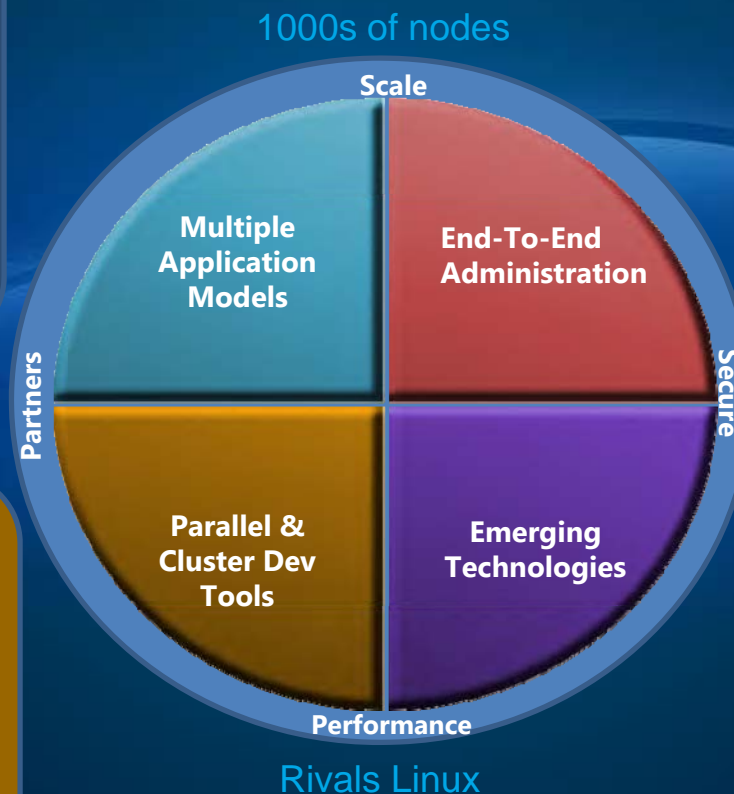 1000s of nodes
Scale
Multiple
Application
Models
End-To-End
Administration
Partners
Secure
Parallel &
Cluster Dev
Tools
Emerging
Technologies
Performance
Rivals Linux